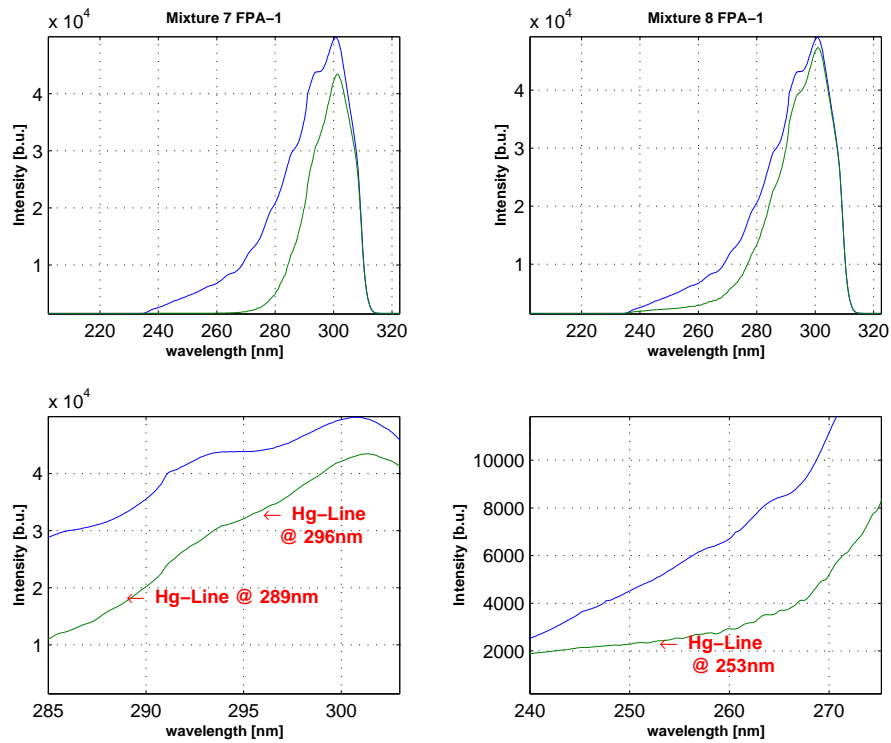 Mixture 7 FPA−1
x 10^4
4
3
2
1
Intensity [b.u.]
220 240 260 280 300 320
wavelength [nm]
Mixture 8 FPA−1
x 10^4
4
3
2
1
Intensity [b.u.]
220 240 260 280 300 320
wavelength [nm]
x 10^4
4
3
2
1
Intensity [b.u.]
← Hg−Line
@ 296nm
← Hg−Line @ 289nm
285 290 295 300
wavelength [nm]
10000
8000
6000
4000
2000
Intensity [b.u.]
← Hg−Line
@ 253nm
240 250 260 270
wavelength [nm]